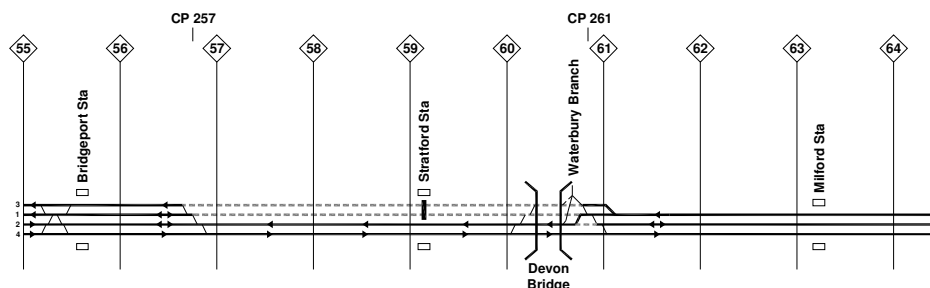 CP 257
CP 261
55
56
57
58
59
60
61
62
63
64
Bridgeport Sta
Stratford Sta
Waterbury Branch
Milford Sta
3
1
2
4
Devon
Bridge